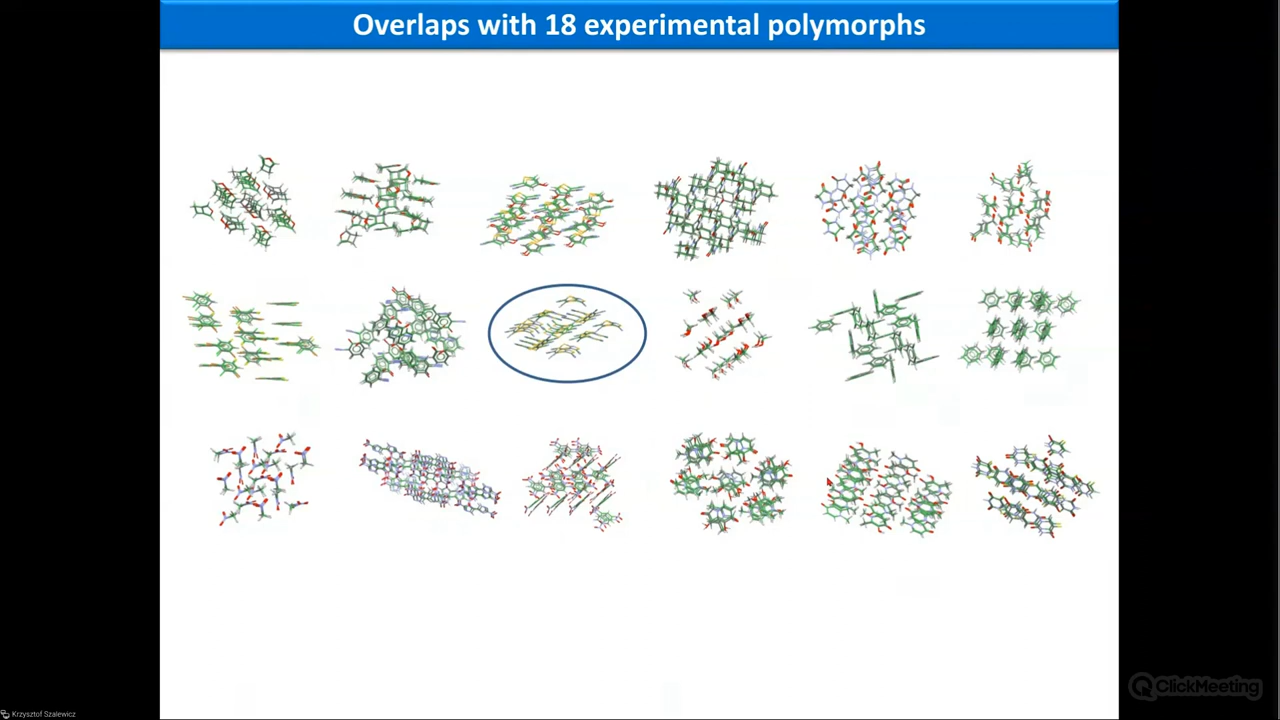 Overlaps with 18 experimental polymorphs
ClickMeeting
Krzysztof Szalewicz